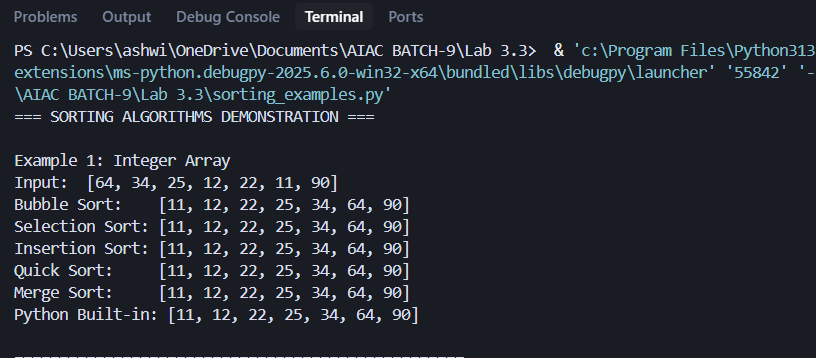 Problems Output Debug Console Terminal Ports
PS C:\Users\ashwi\OneDrive\Documents\AIAC BATCH-9\Lab 3.3>  & 'c:\Program Files\Python313
extensions\ms-python.debugpy-2025.6.0-win32-x64\bundled\libs\debugpy\launcher' '55842' '-
\AIAC BATCH-9\Lab 3.3\sorting_examples.py'
=== SORTING ALGORITHMS DEMONSTRATION ===
Example 1: Integer Array
Input:  [64, 34, 25, 12, 22, 11, 90]
Bubble Sort:    [11, 12, 22, 25, 34, 64, 90]
Selection Sort: [11, 12, 22, 25, 34, 64, 90]
Insertion Sort: [11, 12, 22, 25, 34, 64, 90]
Quick Sort:     [11, 12, 22, 25, 34, 64, 90]
Merge Sort:     [11, 12, 22, 25, 34, 64, 90]
Python Built-in: [11, 12, 22, 25, 34, 64, 90]